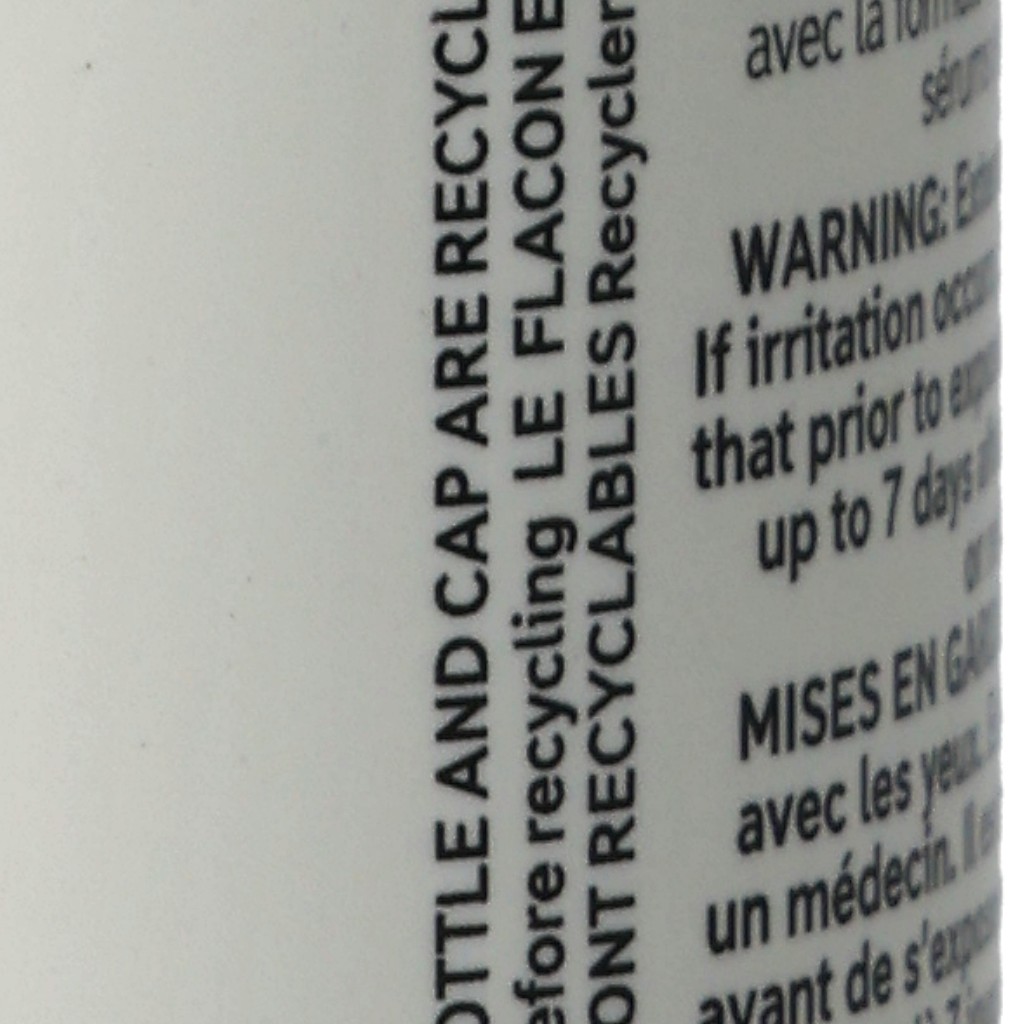 OTTLE AND CAP ARE RECYCL
efore recycling LE FLACON E
ONT RECYCLABLES Recycler
avec la
WARNING:
If irritation
that prior to
up to 7 days
MISES EN
avec les yeux.
un médecin.
avant de